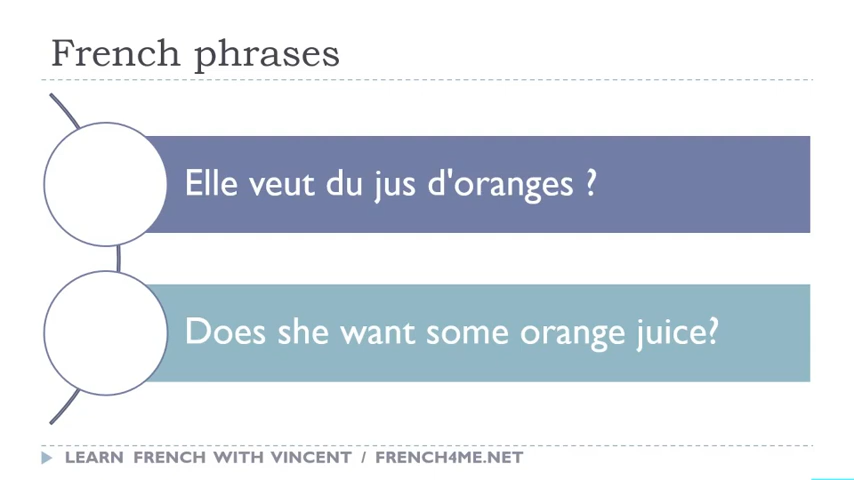 French phrases
Elle veut du jus d'oranges ?
Does she want some orange juice?
LEARN FRENCH WITH VINCENT / FRENCH4ME.NET